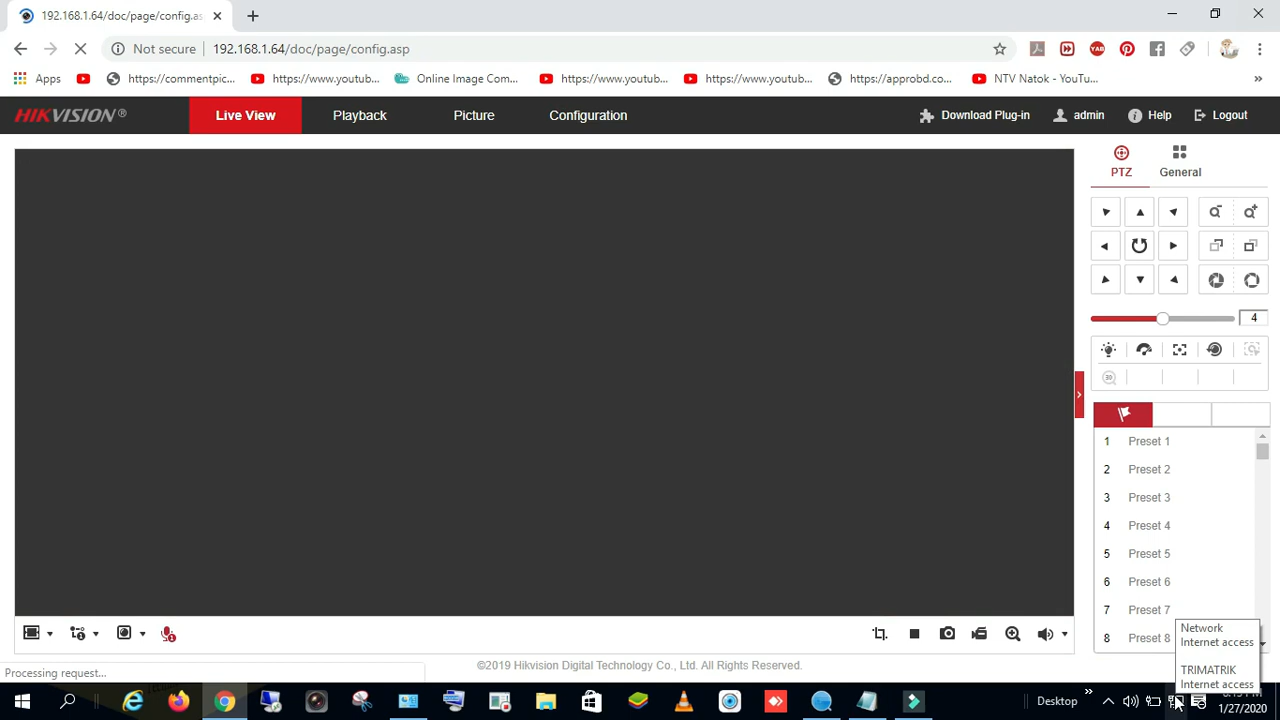 192.168.1.64/doc/page/config.as
Not secure
192.168.1.64/doc/page/config.asp
Apps
https://commentpic...
https://www.youtub...
Online Image Com...
https://www.youtub...
https://www.youtub...
https://approbd.co...
NTV Natok - YouTu...
HIKVISION®
Live View
Playback
Picture
Configuration
Download Plug-in
admin
Help
Logout
PTZ
General
4
1 Preset 1
2 Preset 2
3 Preset 3
4 Preset 4
5 Preset 5
6 Preset 6
7 Preset 7
8 Preset 8
Network
Internet access
TRIMATRIK
Internet access
©2019 Hikvision Digital Technology Co., Ltd. All Rights Reserved.
Processing request...
Desktop
1/27/2020